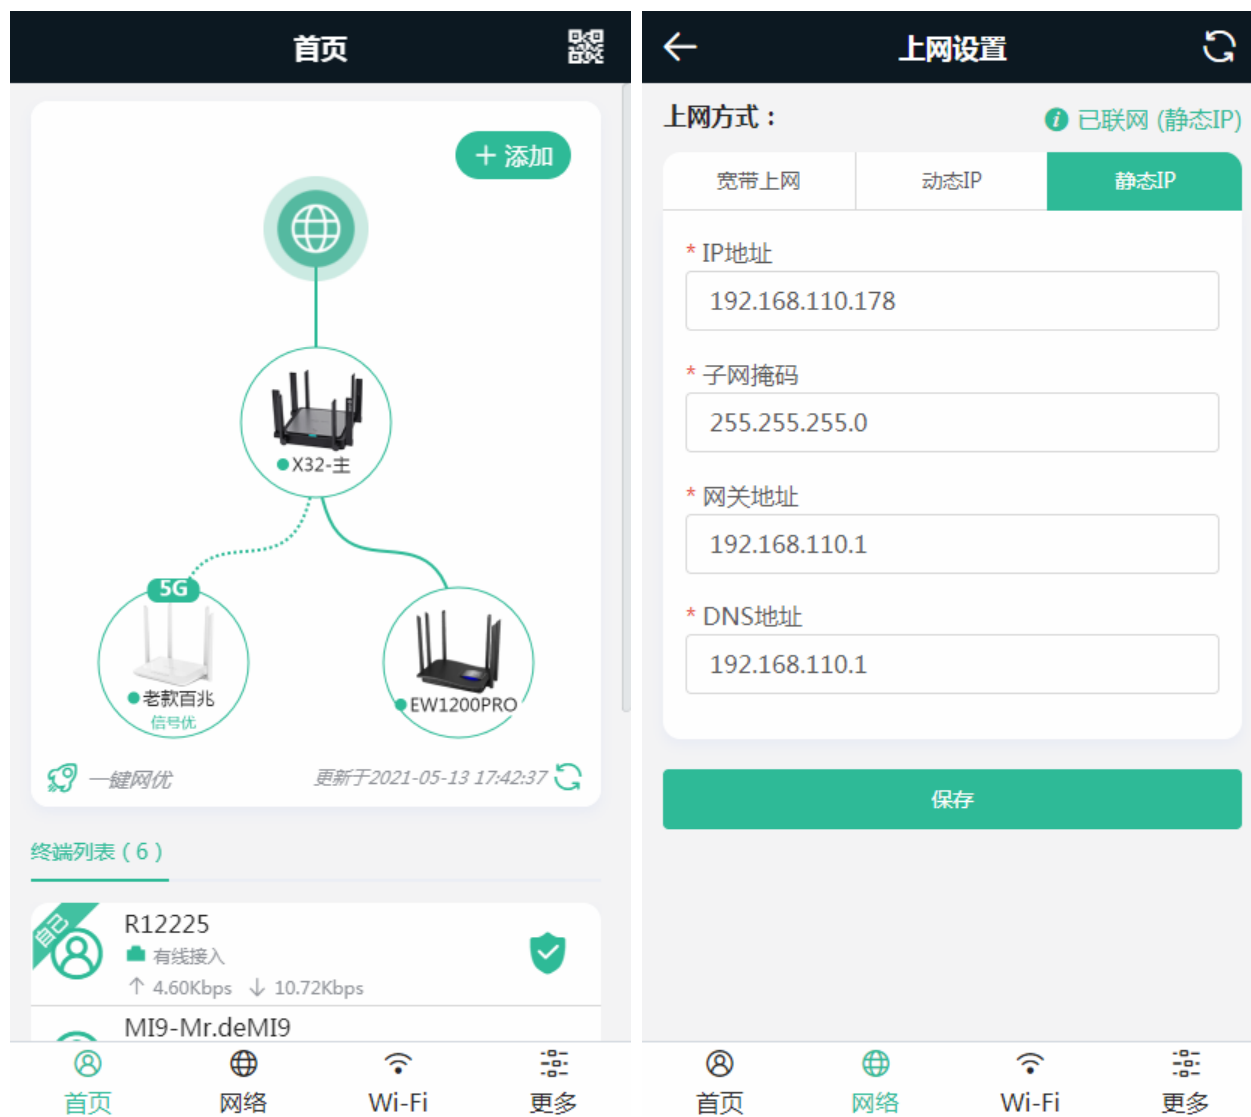 首页
+ 添加
X32-主
5G
老款百兆
信号优
EW1200PRO
一键网优
更新于2021-05-13 17:42:37
终端列表 ( 6 )
自己
R12225
有线接入
↑ 4.60Kbps ↓ 10.72Kbps
MI9-Mr.deMI9
首页 网络 Wi-Fi 更多
上网设置
上网方式：
已联网 (静态IP)
宽带上网 动态IP 静态IP
* IP地址
192.168.110.178
* 子网掩码
255.255.255.0
* 网关地址
192.168.110.1
* DNS地址
192.168.110.1
保存
首页 网络 Wi-Fi 更多